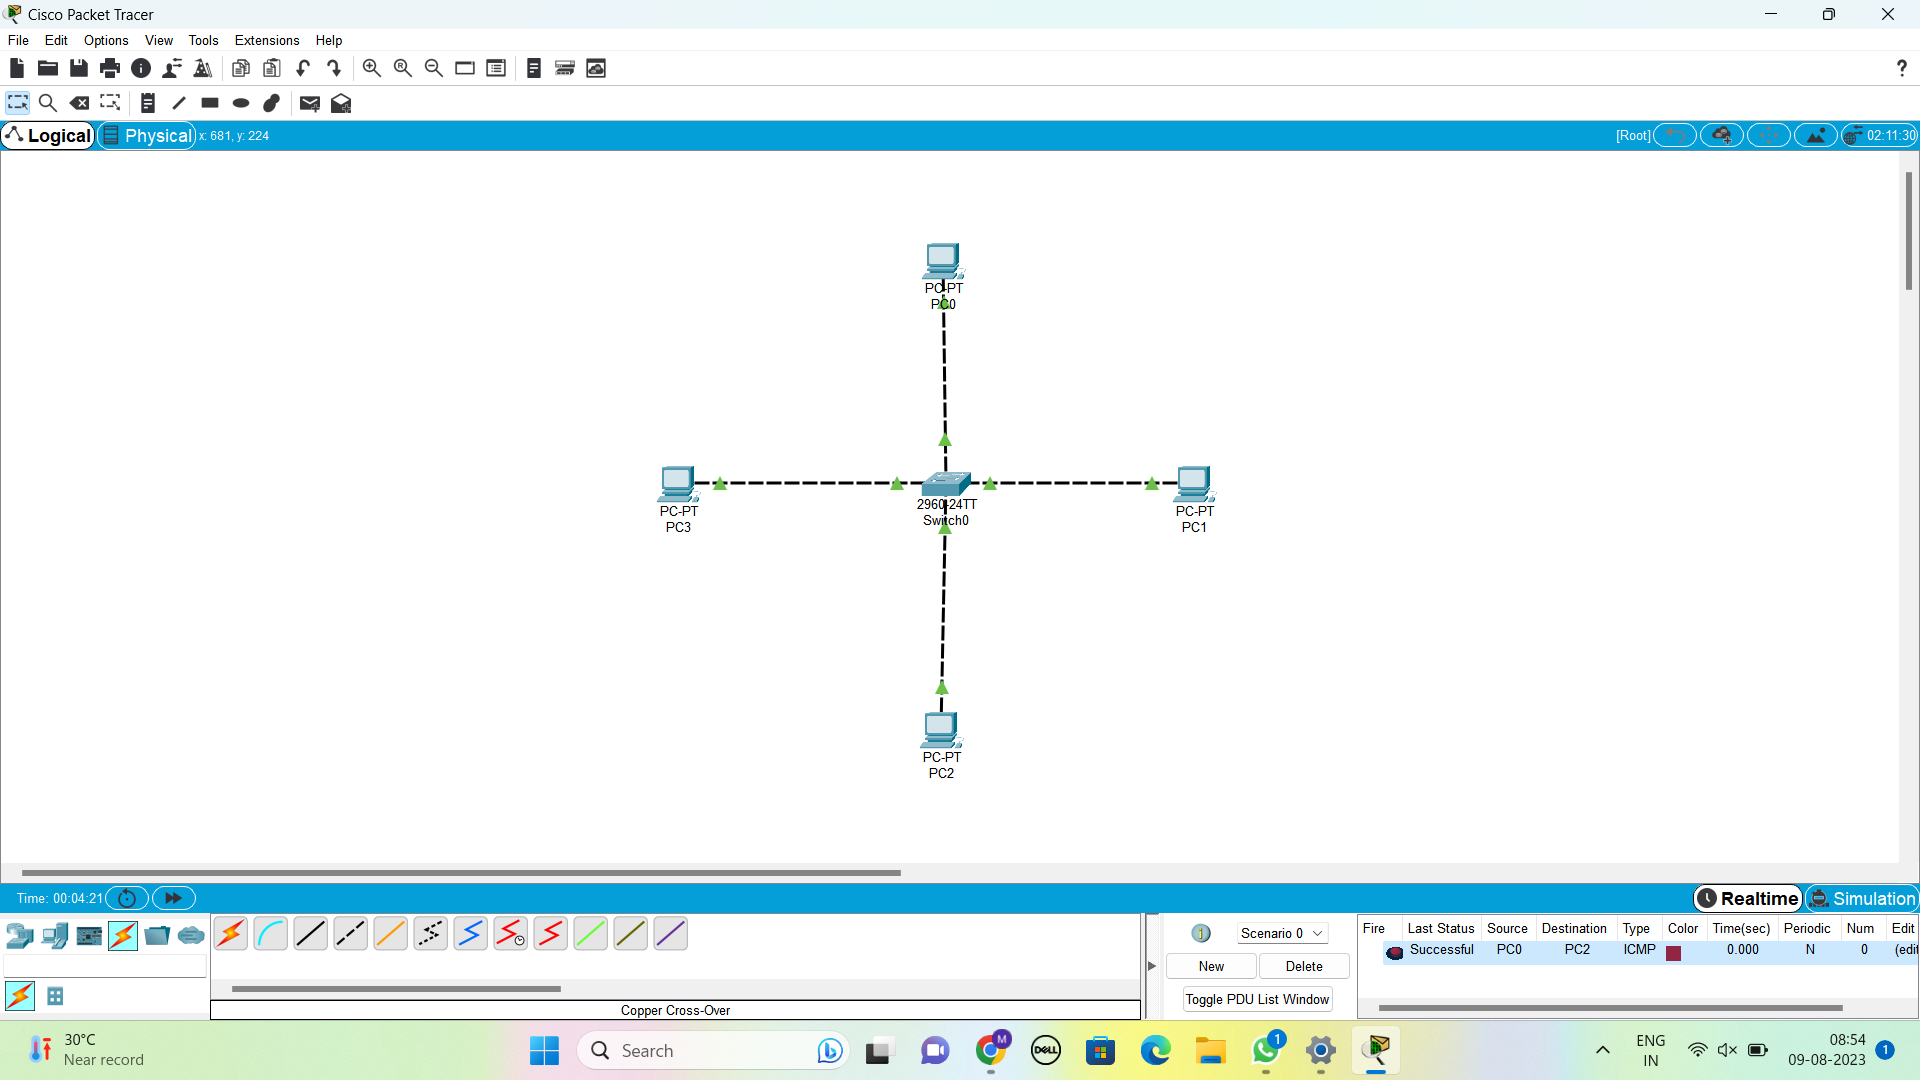 Cisco Packet Tracer
File Edit Options View Tools Extensions Help
?
Logical Physical x: 681, y: 224 [Root] 02:11:30
PC-PT
PC0
PC-PT
PC3
2960-24TT
Switch0
PC-PT
PC1
PC-PT
PC2
Time: 00:04:21 Realtime Simulation
Scenario 0
New Delete
Toggle PDU List Window
Fire Last Status Source Destination Type Color Time(sec) Periodic Num Edit
Successful PC0 PC2 ICMP 0.000 N 0 (edit
Copper Cross-Over
30°C
Near record
Search
M
DELL
1
ENG
IN
08:54
09-08-2023
1